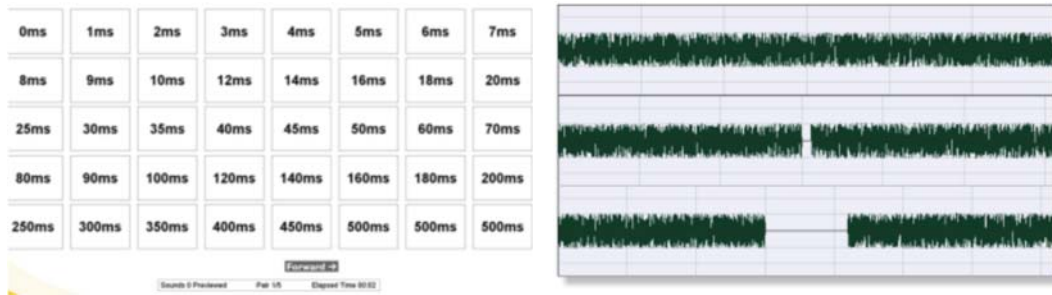 0ms 1ms 2ms 3ms 4ms 5ms 6ms 7ms
8ms 9ms 10ms 12ms 14ms 16ms 18ms 20ms
25ms 30ms 35ms 40ms 45ms 50ms 60ms 70ms
80ms 90ms 100ms 120ms 140ms 160ms 180ms 200ms
250ms 300ms 350ms 400ms 450ms 500ms 500ms 500ms
Forward →
Sounds 0 Previewed Pair 1/5 Elapsed Time 00:02